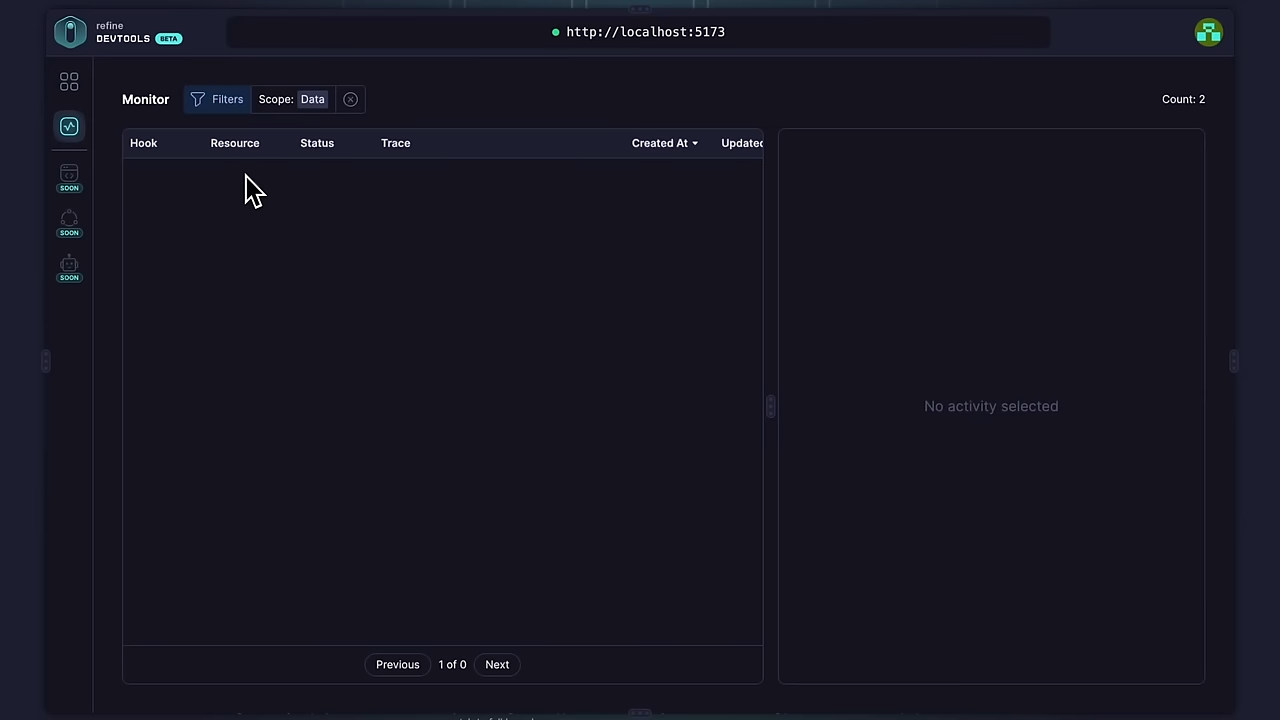 refine
DEVTOOLS BETA
http://localhost:5173
Monitor
Filters
Scope: Data
Count: 2
Hook
Resource
Status
Trace
Created At
Updated
SOON
SOON
SOON
No activity selected
Previous
1 of 0
Next